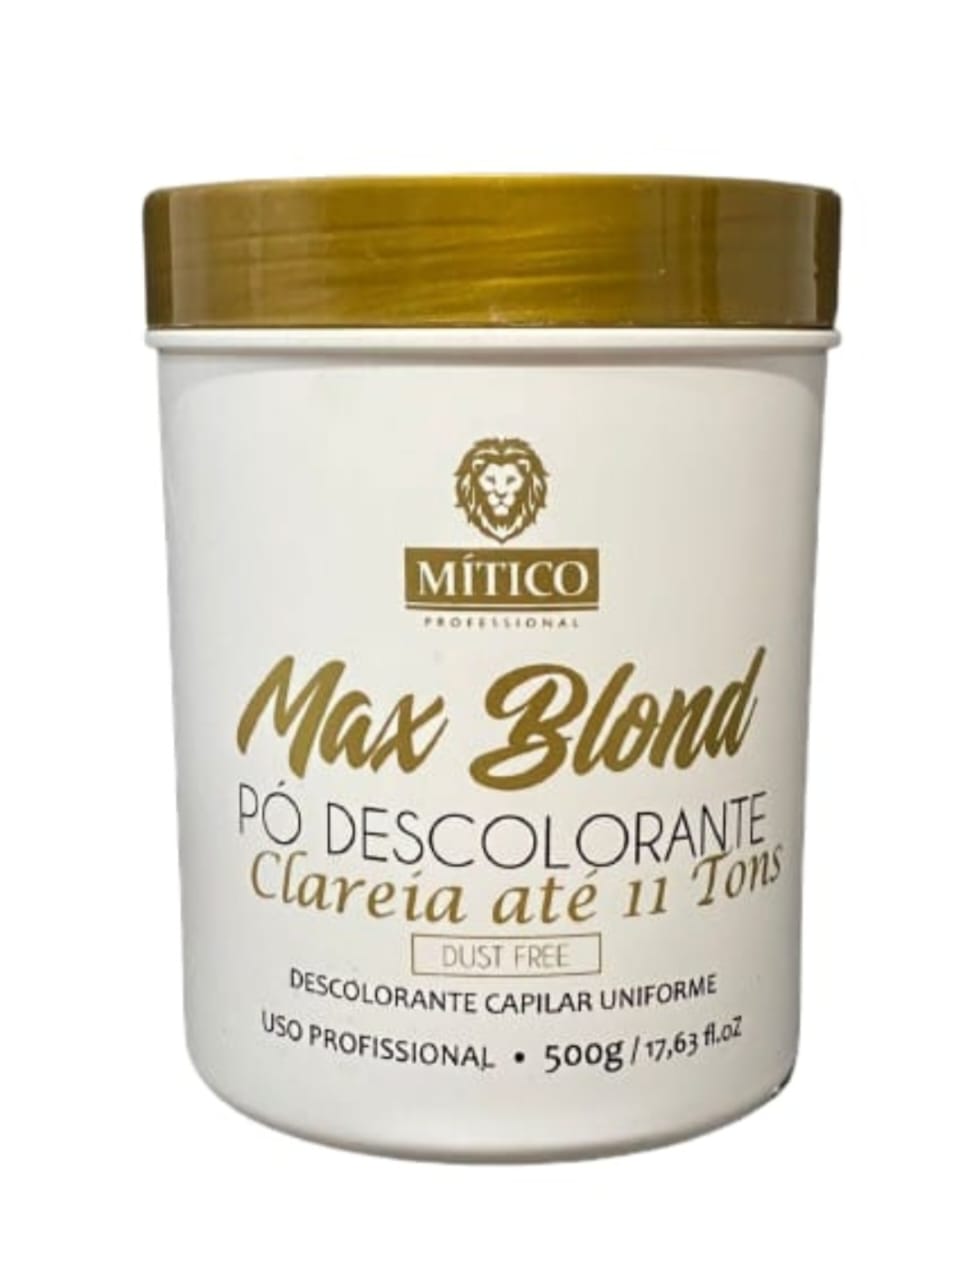 MÍTICO
PROFESSIONAL
Max Blond
PÓ DESCOLORANTE
Clareia até 11 Tons
DUST FREE
DESCOLORANTE CAPILAR UNIFORME
USO PROFISSIONAL • 500g / 17,63 fl.oZ